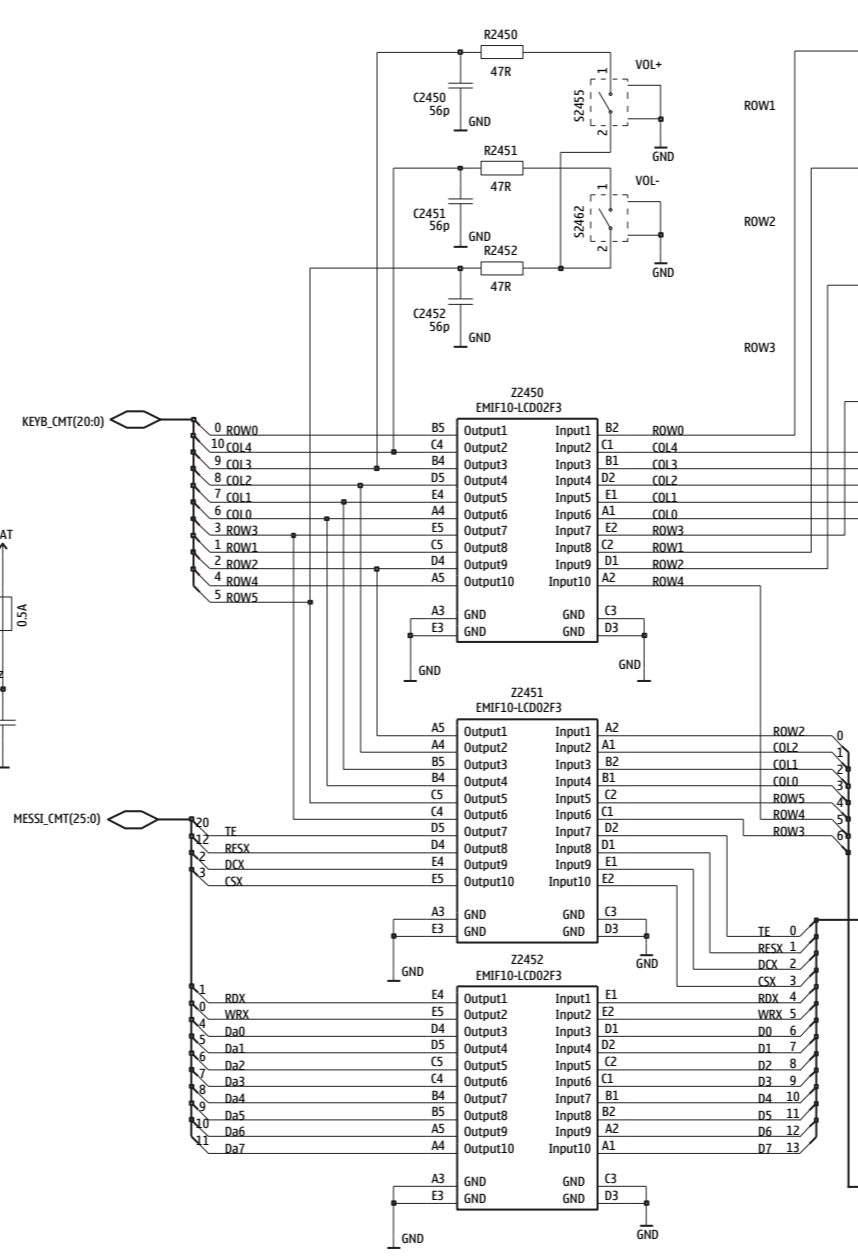 R2450
47R
VOL+
C2450
56p
GND
S2455
1
2
ROW1
GND
R2451
47R
VOL-
C2451
56p
GND
S2462
1
2
ROW2
GND
R2452
47R
C2452
56p
GND
ROW3
Z2450
EMIF10-LCD02F3
KEYB_CMT(20:0)
0 ROW0 B5 Output1 Input1 B2 ROW0
10 COL4 C4 Output2 Input2 C1 COL4
9 COL3 B4 Output3 Input3 B1 COL3
8 COL2 D5 Output4 Input4 D2 COL2
7 COL1 E4 Output5 Input5 E1 COL1
6 COL0 A4 Output6 Input6 A1 COL0
3 ROW3 E5 Output7 Input7 E2 ROW3
1 ROW1 C5 Output8 Input8 C2 ROW1
2 ROW2 D4 Output9 Input9 D1 ROW2
4 ROW4 A5 Output10 Input10 A2 ROW4
5 ROW5
A3 GND GND C3
E3 GND GND D3
GND
GND
AT
0.5A
Z2451
EMIF10-LCD02F3
A5 Output1 Input1 A2 ROW2 0
A4 Output2 Input2 A1 COL2 1
B5 Output3 Input3 B2 COL1 2
B4 Output4 Input4 B1 COL0 3
C5 Output5 Input5 C2 ROW5 4
C4 Output6 Input6 C1 ROW4 5
ROW3 6
MESSI_CMT(25:0)
20 TE D5 Output7 Input7 D2
12 RESX D4 Output8 Input8 D1
2 DCX E4 Output9 Input9 E1
3 CSX E5 Output10 Input10 E2
A3 GND GND C3
E3 GND GND D3
GND
GND
TE 0
RESX 1
DCX 2
CSX 3
Z2452
EMIF10-LCD02F3
1 RDX E4 Output1 Input1 E1 RDX 4
0 WRX E5 Output2 Input2 E2 WRX 5
4 Da0 D4 Output3 Input3 D1 D0 6
5 Da1 D5 Output4 Input4 D2 D1 7
6 Da2 C5 Output5 Input5 C2 D2 8
7 Da3 C4 Output6 Input6 C1 D3 9
8 Da4 B4 Output7 Input7 B1 D4 10
9 Da5 B5 Output8 Input8 B2 D5 11
10 Da6 A5 Output9 Input9 A2 D6 12
11 Da7 A4 Output10 Input10 A1 D7 13
A3 GND GND C3
E3 GND GND D3
GND
GND